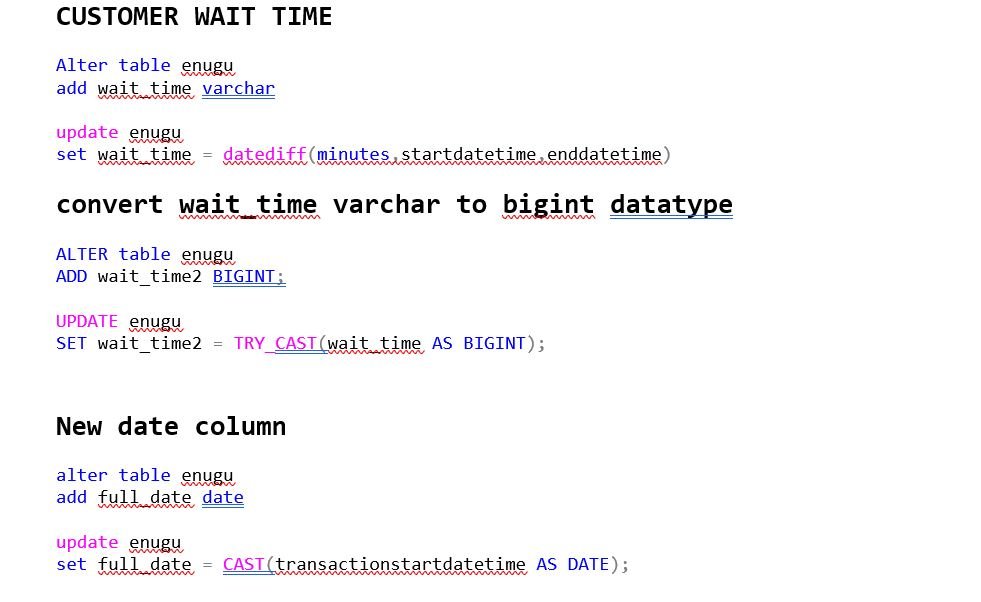 CUSTOMER WAIT TIME
Alter table enugu
add wait_time varchar
update enugu
set wait_time = datediff(minutes,startdatetime,enddatetime)
convert wait_time varchar to bigint datatype
ALTER table enugu
ADD wait_time2 BIGINT;
UPDATE enugu
SET wait_time2 = TRY_CAST(wait_time AS BIGINT);
New date column
alter table enugu
add full_date date
update enugu
set full_date = CAST(transactionstartdatetime AS DATE);